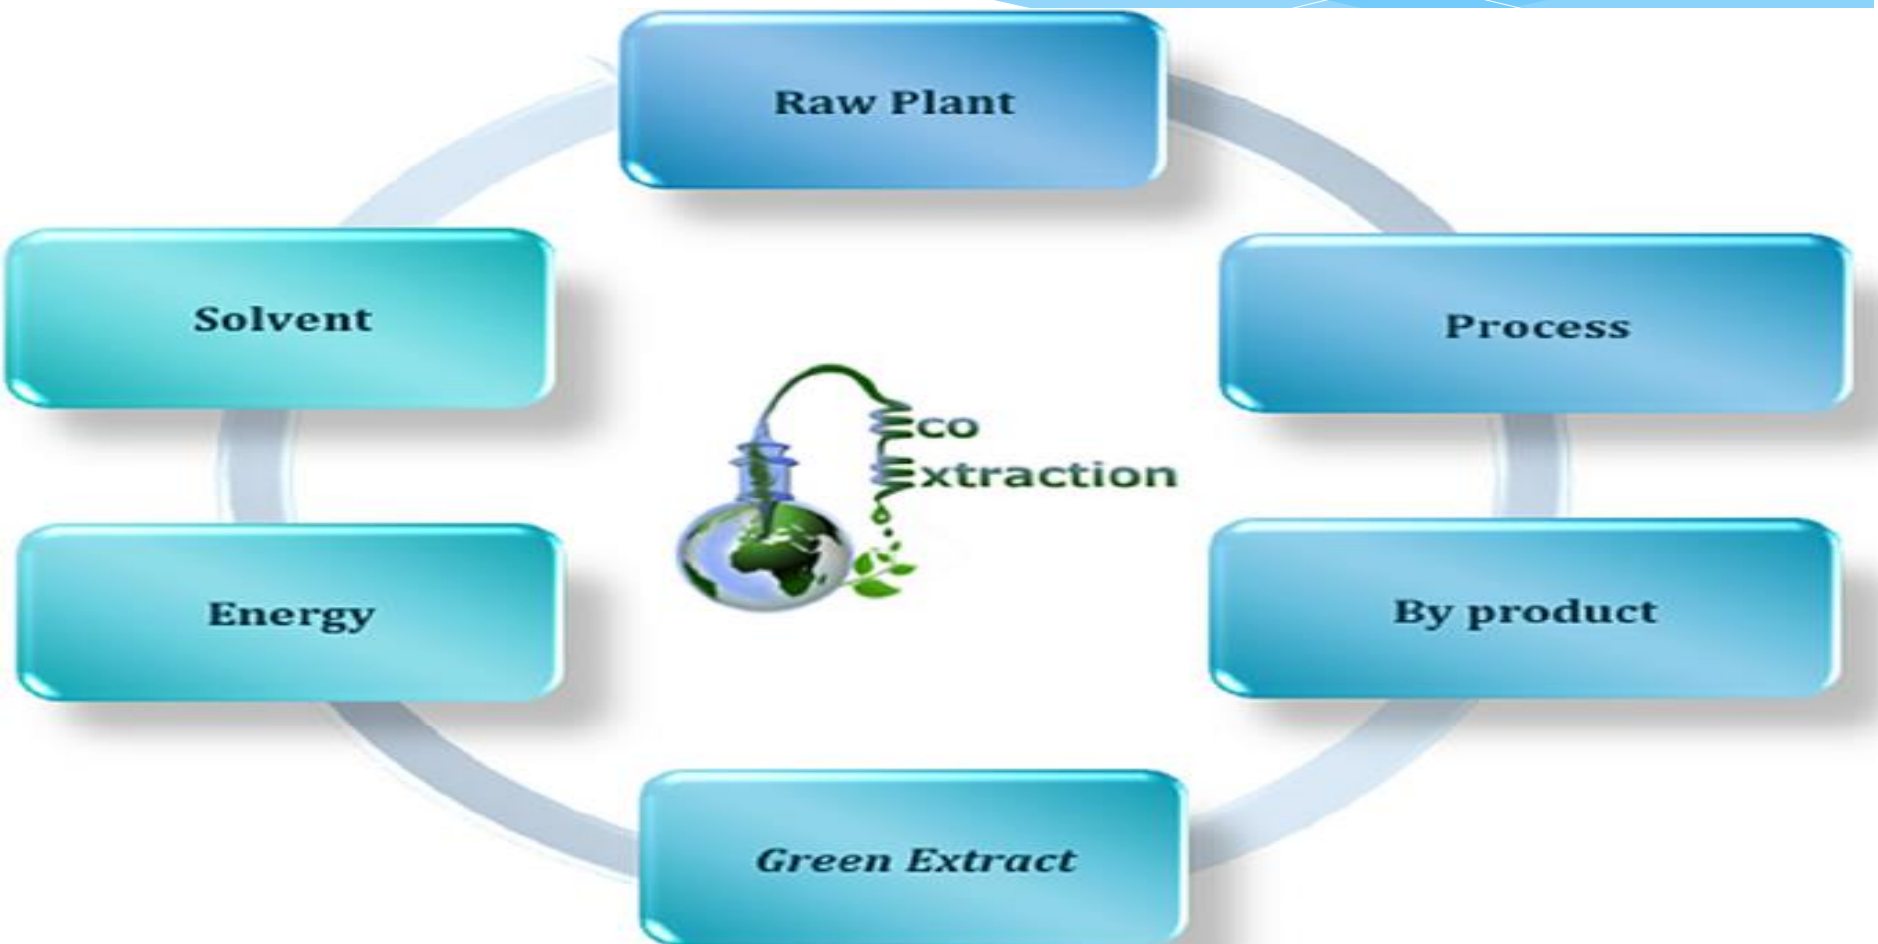 Raw Plant
Solvent
Process
Eco
Extraction
Energy
By product
Green Extract